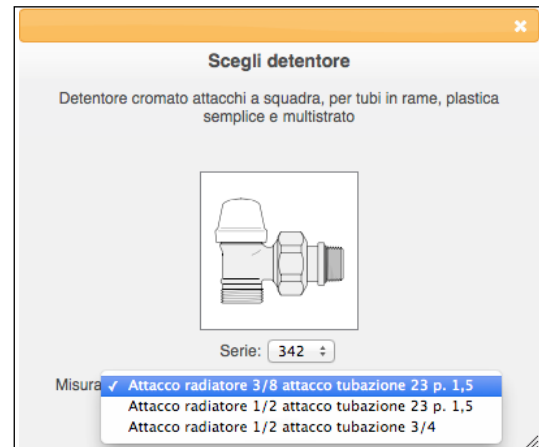 Scegli detentore
Detentore cromato attacchi a squadra, per tubi in rame, plastica
semplice e multistrato
Serie: 342
Misura ✓ Attacco radiatore 3/8 attacco tubazione 23 p. 1,5
Attacco radiatore 1/2 attacco tubazione 23 p. 1,5
Attacco radiatore 1/2 attacco tubazione 3/4